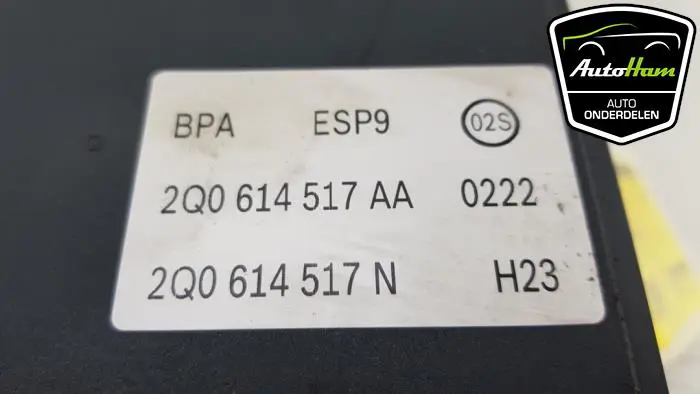 AutoHam
AUTO
ONDERDELEN
BPA ESP9 02S
2Q0 614 517 AA 0222
2Q0 614 517 N H23